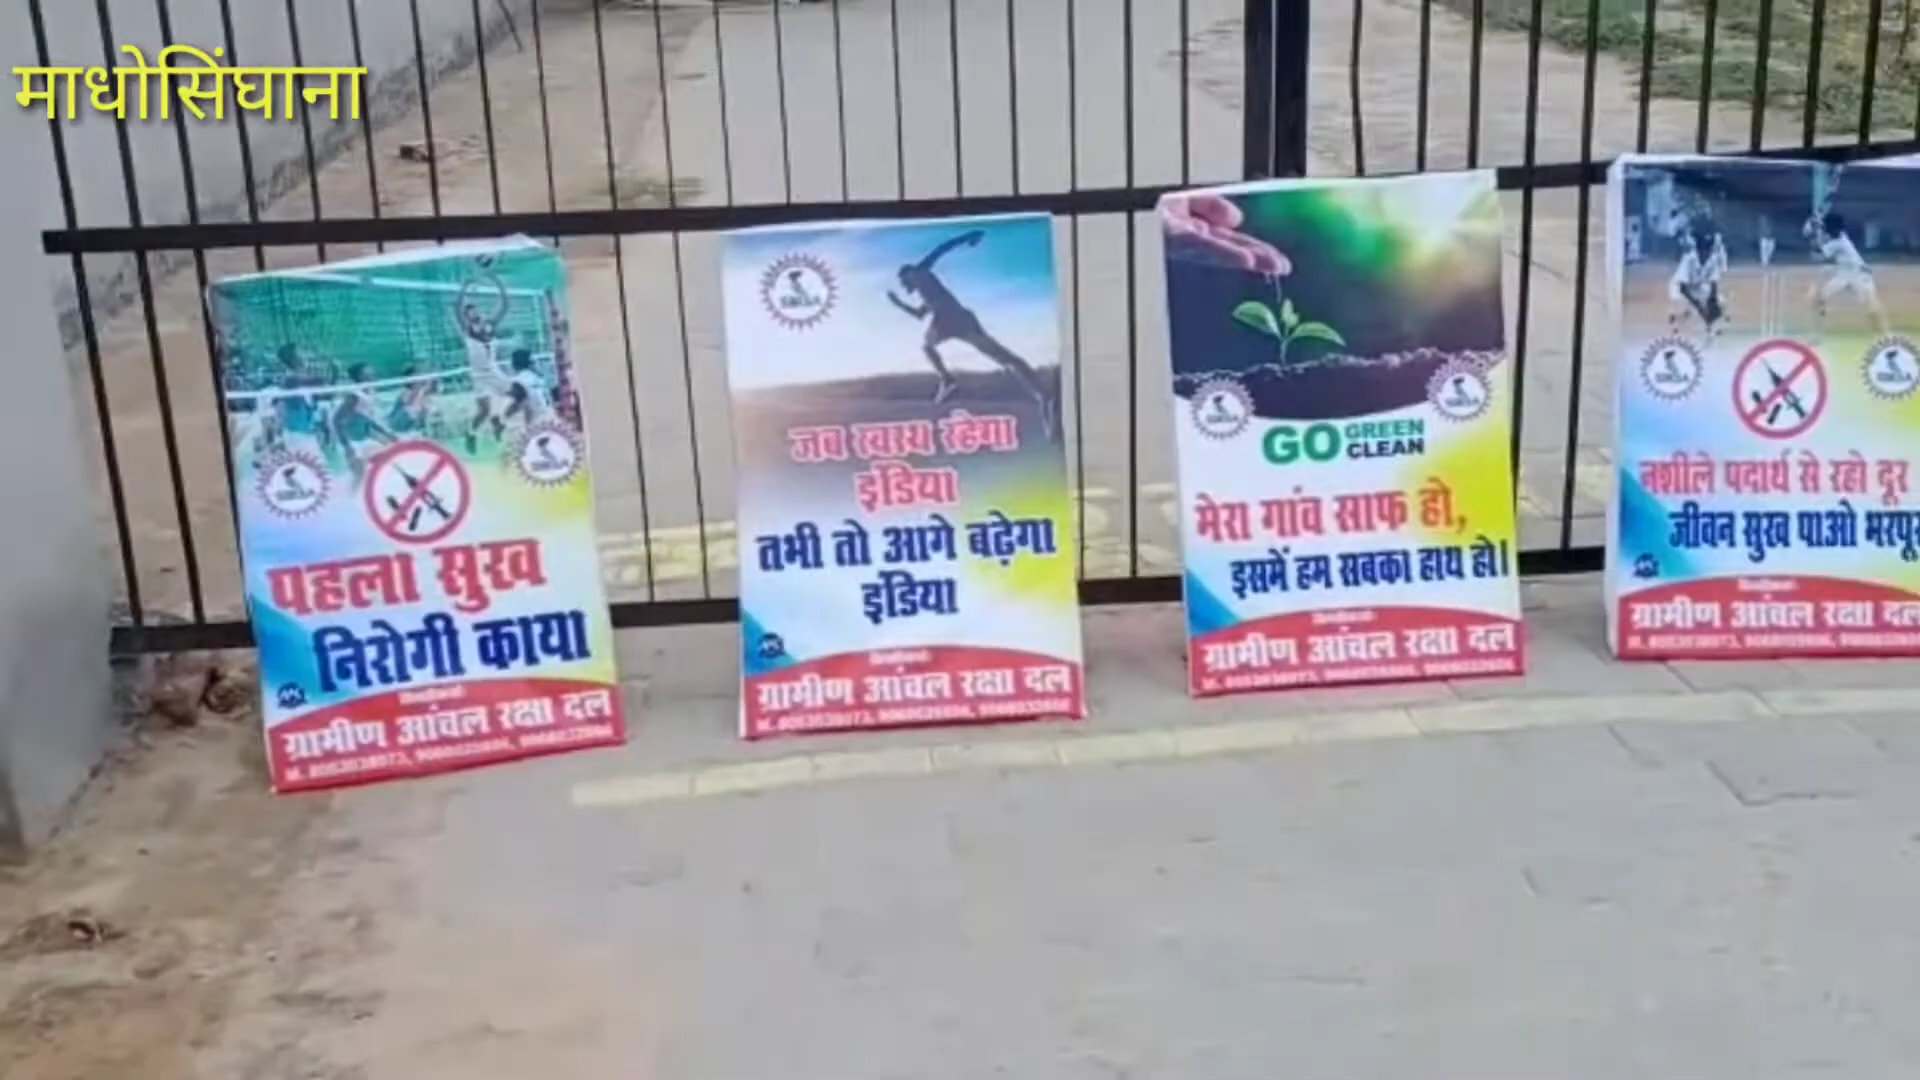 माधोसिंघाना
पहला सुख
निरोगी काया
ग्रामीण आंचल रक्षा दल
जब स्वस्थ रहेगा
इंडिया
तभी तो आगे बढ़ेगा
इंडिया
ग्रामीण आंचल रक्षा दल
GO GREEN
CLEAN
मेरा गांव साफ हो,
इसमें हम सबका हाथ हो।
ग्रामीण आंचल रक्षा दल
नशीले पदार्थ से रहो दूर
जीवन सुख पाओ भरपूर
ग्रामीण आंचल रक्षा दल